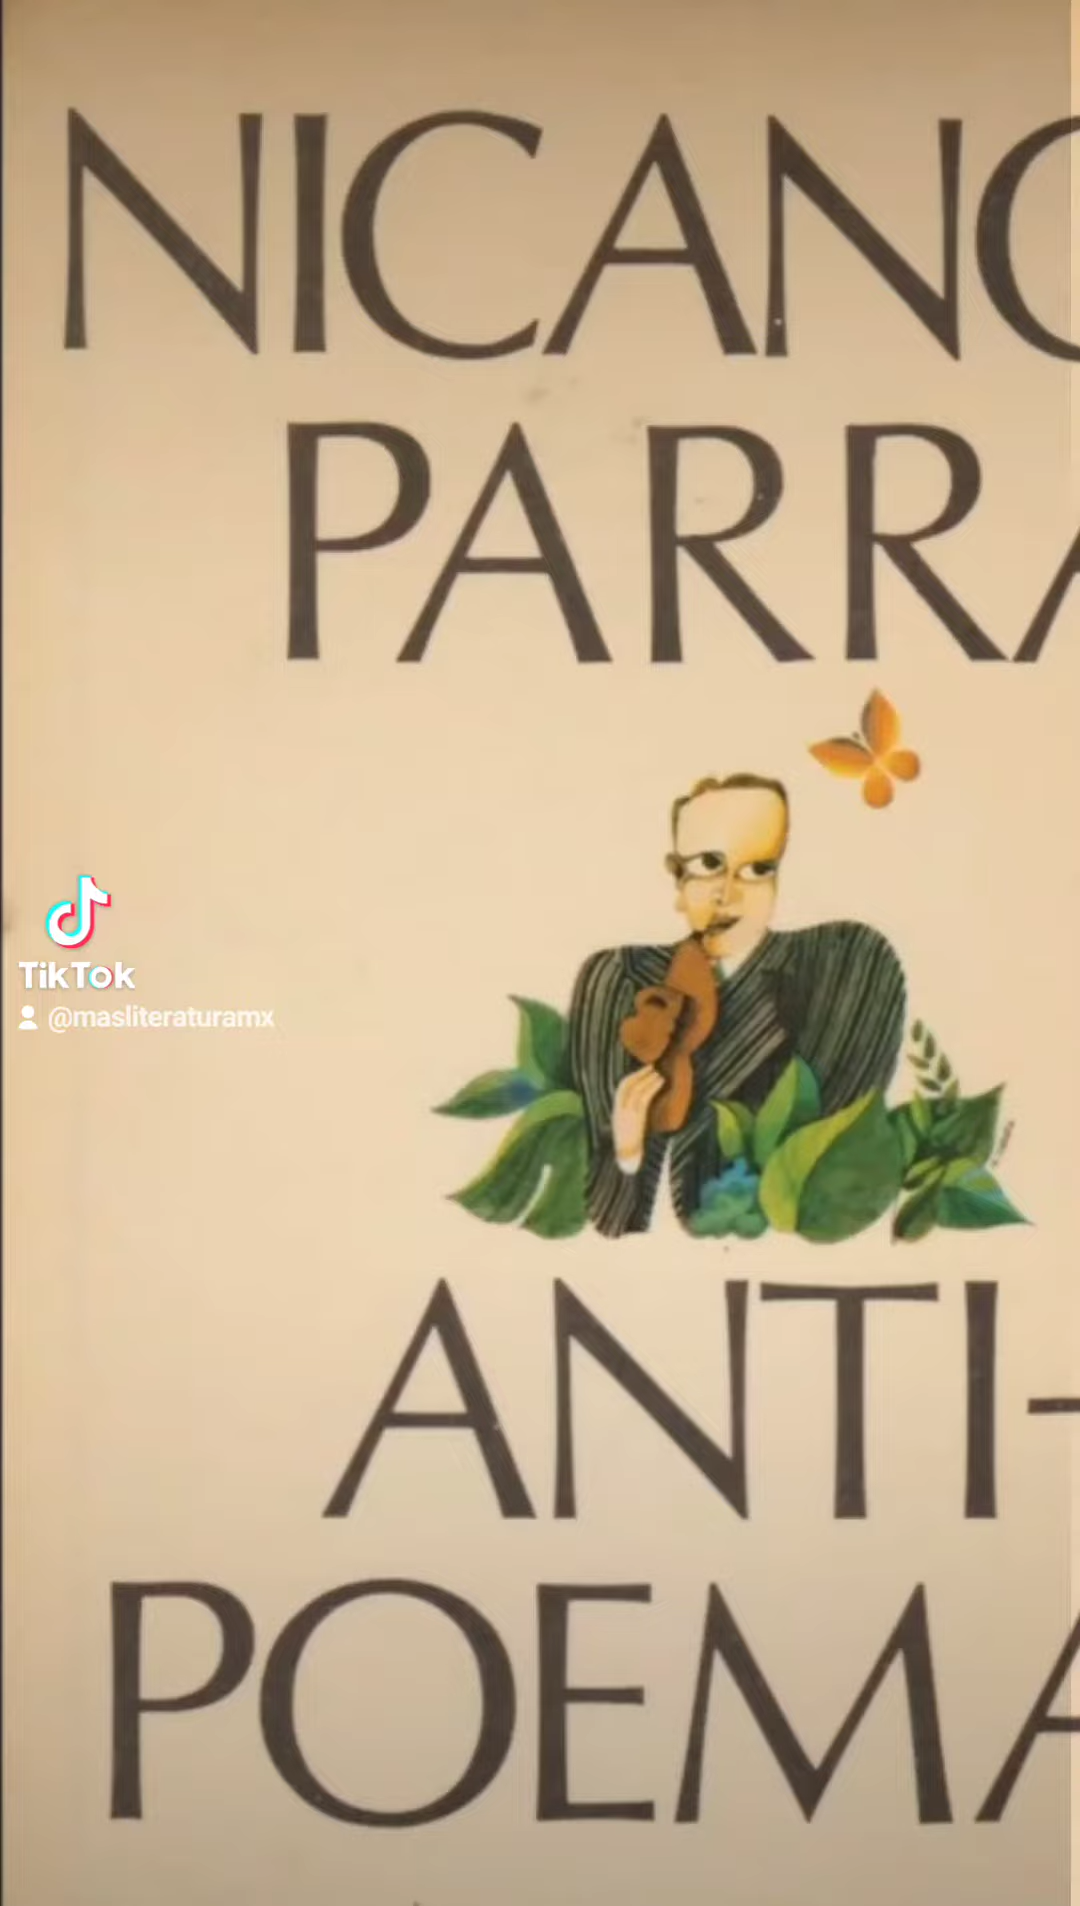 NICANO
PARRA
TikTok
@masliteraturamx
ANTI-
POEMA